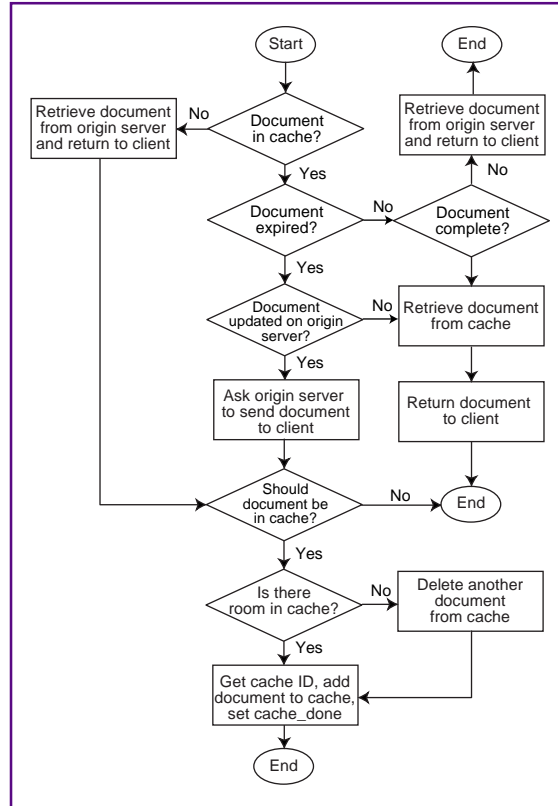 Start
End
Retrieve document
from origin server
and return to client
No
Document
in cache?
Retrieve document
from origin server
and return to client
Yes
No
Document
expired?
No
Document
complete?
Yes
Document
updated on origin
server?
No
Retrieve document
from cache
Yes
Ask origin server
to send document
to client
Return document
to client
Should
document be
in cache?
No
End
Yes
Is there
room in cache?
No
Delete another
document
from cache
Yes
Get cache ID, add
document to cache,
set cache_done
End